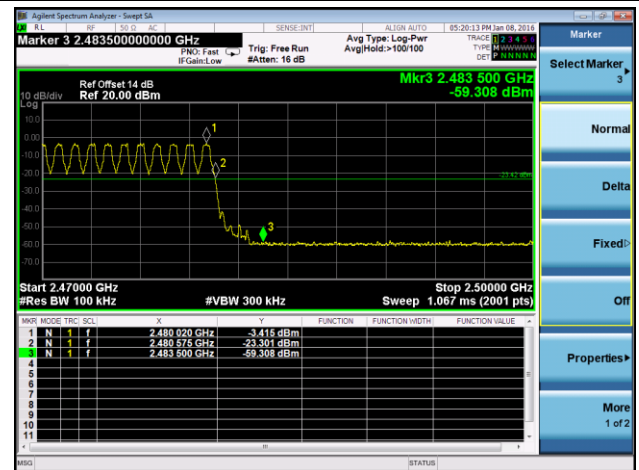 Agilent Spectrum Analyzer - Swept SA
RL RF 50 Ω AC SENSE:INT ALIGN AUTO 05:20:13 PM Jan 08, 2016
Marker 3 2.483500000000 GHz
PNO: Fast
IFGain:Low
Trig: Free Run
#Atten: 16 dB
Avg Type: Log-Pwr
Avg|Hold:>100/100
TRACE 1 2 3 4 5 6
TYPE M WWWWW
DET P N N N N N
Mkr3 2.483 500 GHz
-59.308 dBm
Ref Offset 14 dB
10 dB/div Ref 20.00 dBm
Log
10.0
0.00
-10.0
-20.0
-30.0
-40.0
-50.0
-60.0
-70.0
1
2
3
-23.42 dBm
Start 2.47000 GHz Stop 2.50000 GHz
#Res BW 100 kHz #VBW 300 kHz Sweep 1.067 ms (2001 pts)
MKR MODE TRC SCL X Y FUNCTION FUNCTION WIDTH FUNCTION VALUE
1 N 1 f 2.480 020 GHz -3.415 dBm
2 N 1 f 2.480 575 GHz -23.301 dBm
3 N 1 f 2.483 500 GHz -59.308 dBm
4
5
6
7
8
9
10
11
MSG STATUS
Marker
Select Marker
3
Normal
Delta
Fixed
Off
Properties
More
1 of 2